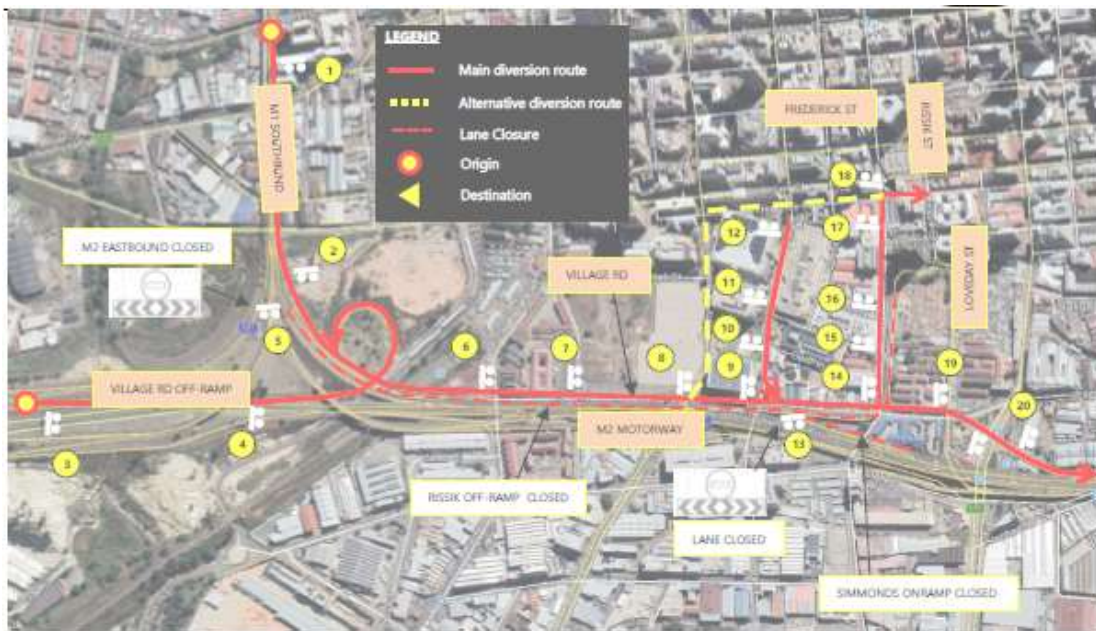 LEGEND
Main diversion route
Alternative diversion route
Lane Closure
Origin
Destination
1
M1 SOUTHBUND
FREDERICK ST
RISSIK ST
18
M2 EASTBOUND CLOSED
2
12
17
VILLAGE RD
LOVEDAY ST
11
16
10
15
5
6
7
8
9
14
19
VILLAGE RD OFF-RAMP
20
4
M2 MOTORWAY
13
3
RISSIK OFF-RAMP CLOSED
LANE CLOSED
SIMMONDS ONRAMP CLOSED